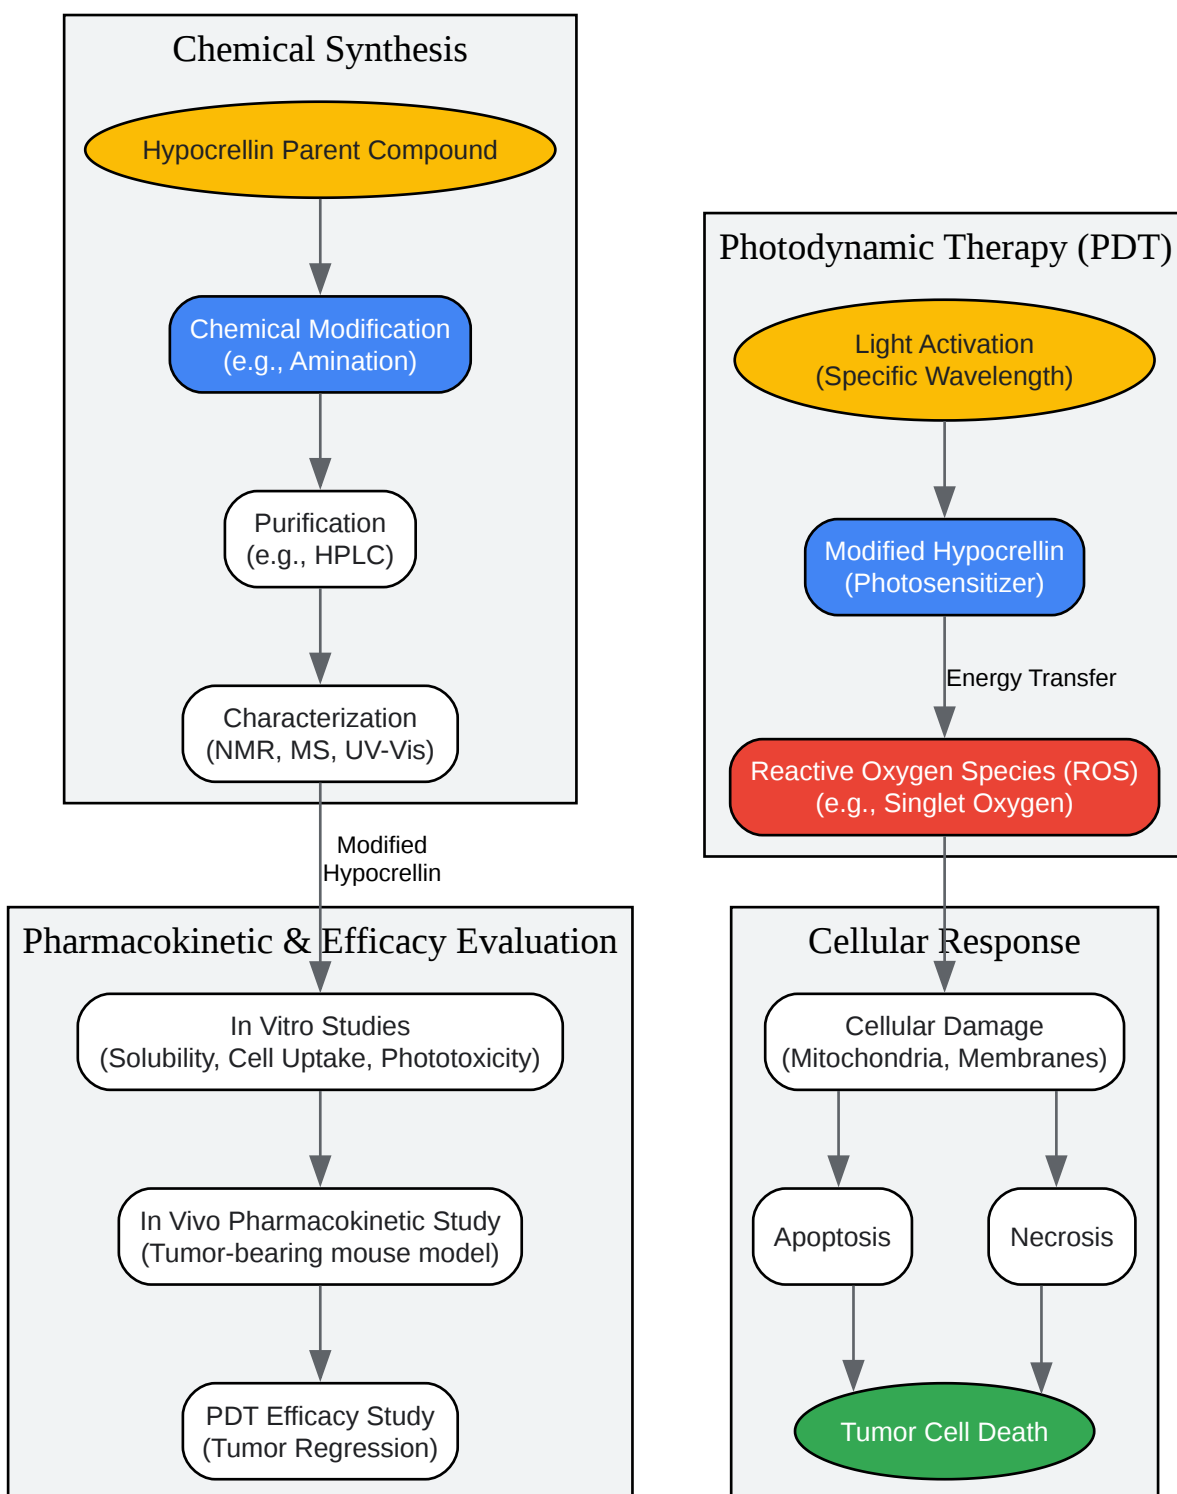 Chemical Synthesis
Hypocrellin Parent Compound
Chemical Modification
(e.g., Amination)
Purification
(e.g., HPLC)
Characterization
(NMR, MS, UV-Vis)
Modified
Hypocrellin
Pharmacokinetic & Efficacy Evaluation
In Vitro Studies
(Solubility, Cell Uptake, Phototoxicity)
In Vivo Pharmacokinetic Study
(Tumor-bearing mouse model)
PDT Efficacy Study
(Tumor Regression)
Photodynamic Therapy (PDT)
Light Activation
(Specific Wavelength)
Modified Hypocrellin
(Photosensitizer)
Energy Transfer
Reactive Oxygen Species (ROS)
(e.g., Singlet Oxygen)
Cellular Response
Cellular Damage
(Mitochondria, Membranes)
Apoptosis
Necrosis
Tumor Cell Death